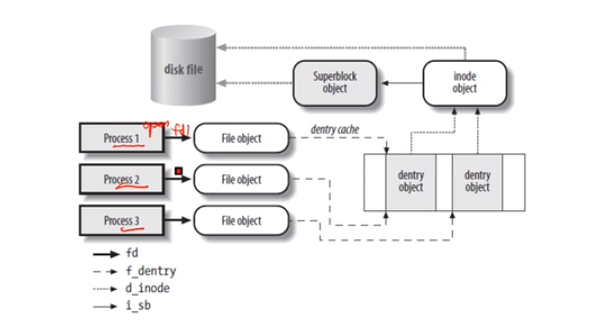 disk file
Superblock
object
inode
object
open
fd1
Process 1
File object
dentry cache
Process 2
File object
dentry
object
dentry
object
Process 3
File object
fd
f_dentry
d_inode
i_sb